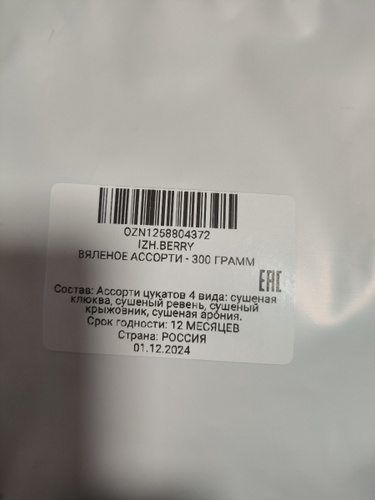 OZN1258804372
IZH.BERRY
ВЯЛЕНОЕ АССОРТИ - 300 ГРАММ
EAC
Состав: Ассорти цукатов 4 вида: сушеная
клюква, сушеный ревень, сушеный
крыжовник, сушеная арония.
Срок годности: 12 МЕСЯЦЕВ
Страна: РОССИЯ
01.12.2024